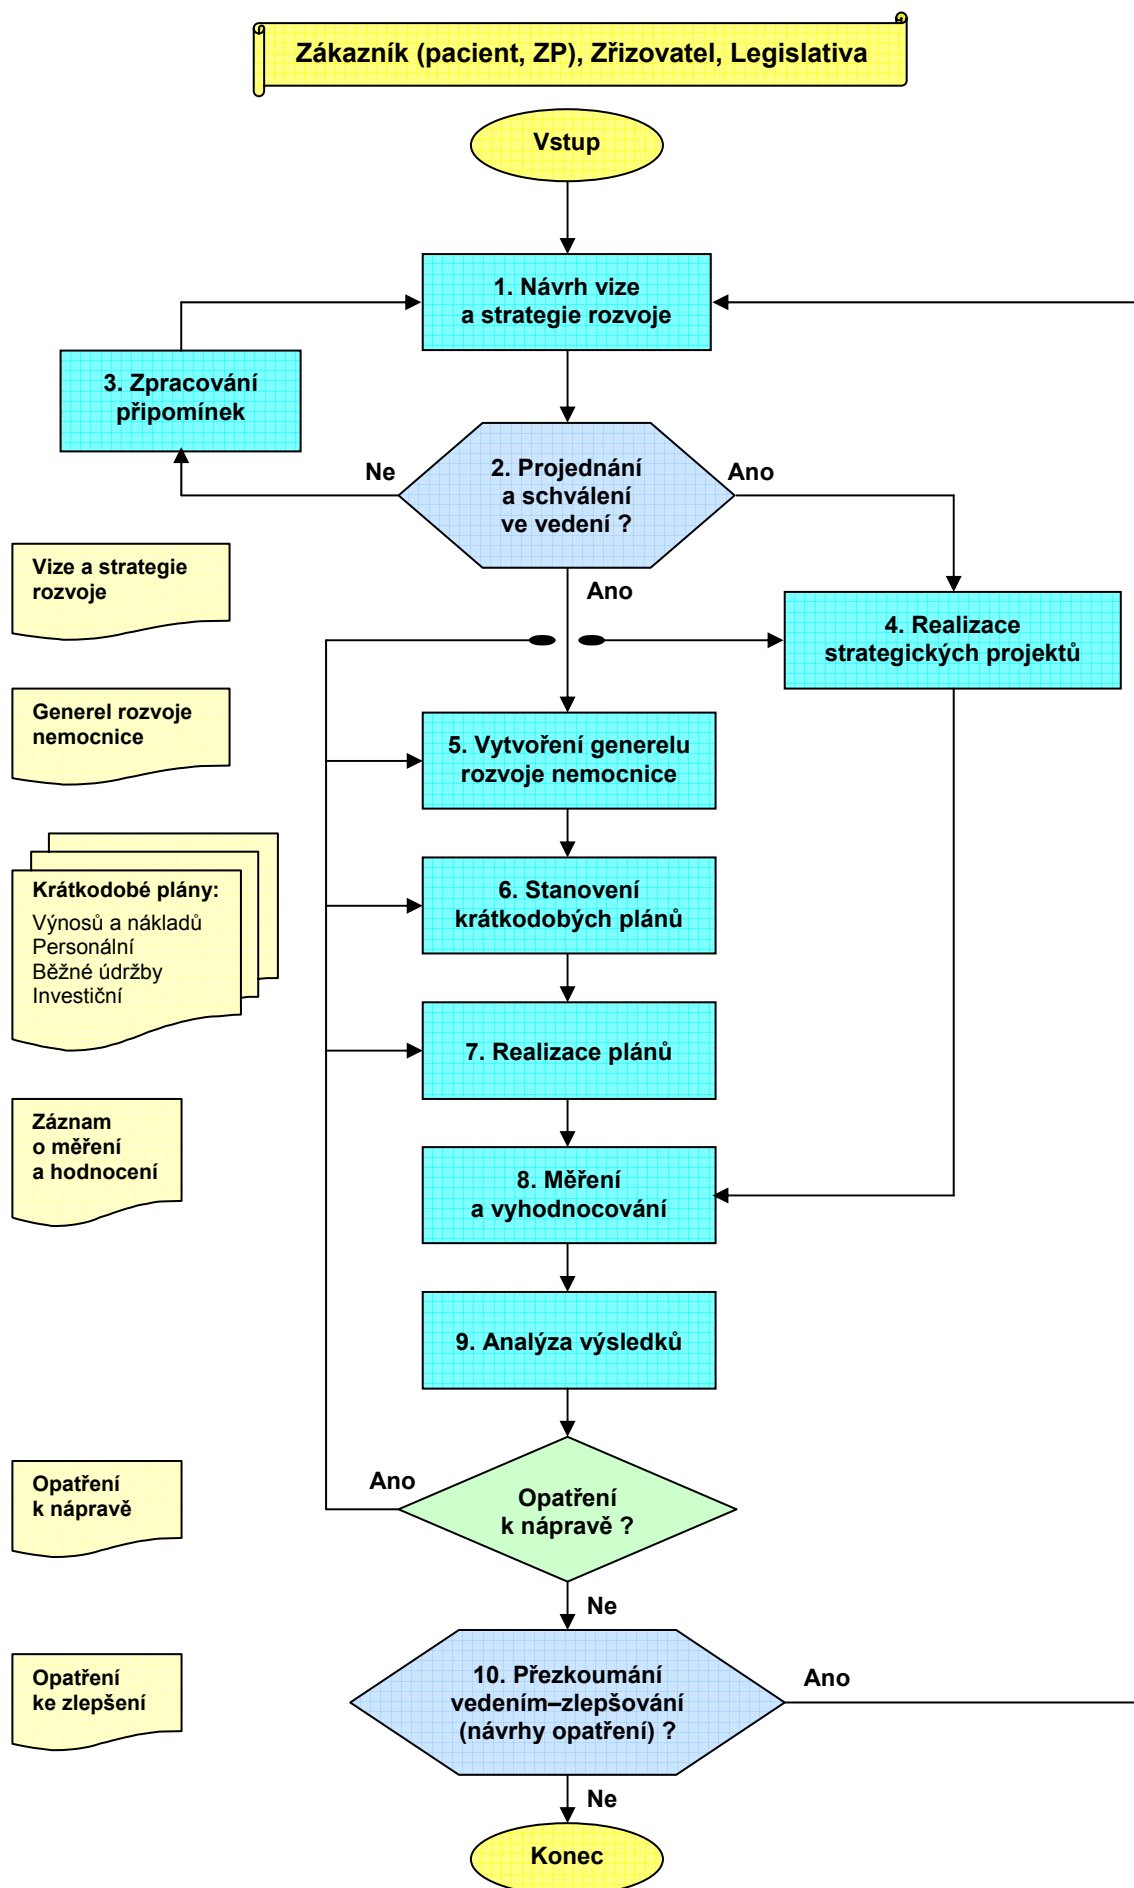 Zákazník (pacient, ZP), Zřizovatel, Legislativa
Vstup
1. Návrh vize
a strategie rozvoje
3. Zpracování
připomínek
Ne
2. Projednání
a schválení
ve vedení ?
Ano
Vize a strategie
rozvoje
Ano
4. Realizace
strategických projektů
Generel rozvoje
nemocnice
5. Vytvoření generelu
rozvoje nemocnice
Krátkodobé plány:
Výnosů a nákladů
Personální
Běžné údržby
Investiční
6. Stanovení
krátkodobých plánů
7. Realizace plánů
Záznam
o měření
a hodnocení
8. Měření
a vyhodnocování
9. Analýza výsledků
Opatření
k nápravě
Ano
Opatření
k nápravě ?
Ne
Opatření
ke zlepšení
10. Přezkoumání
vedením–zlepšování
(návrhy opatření) ?
Ano
Ne
Konec